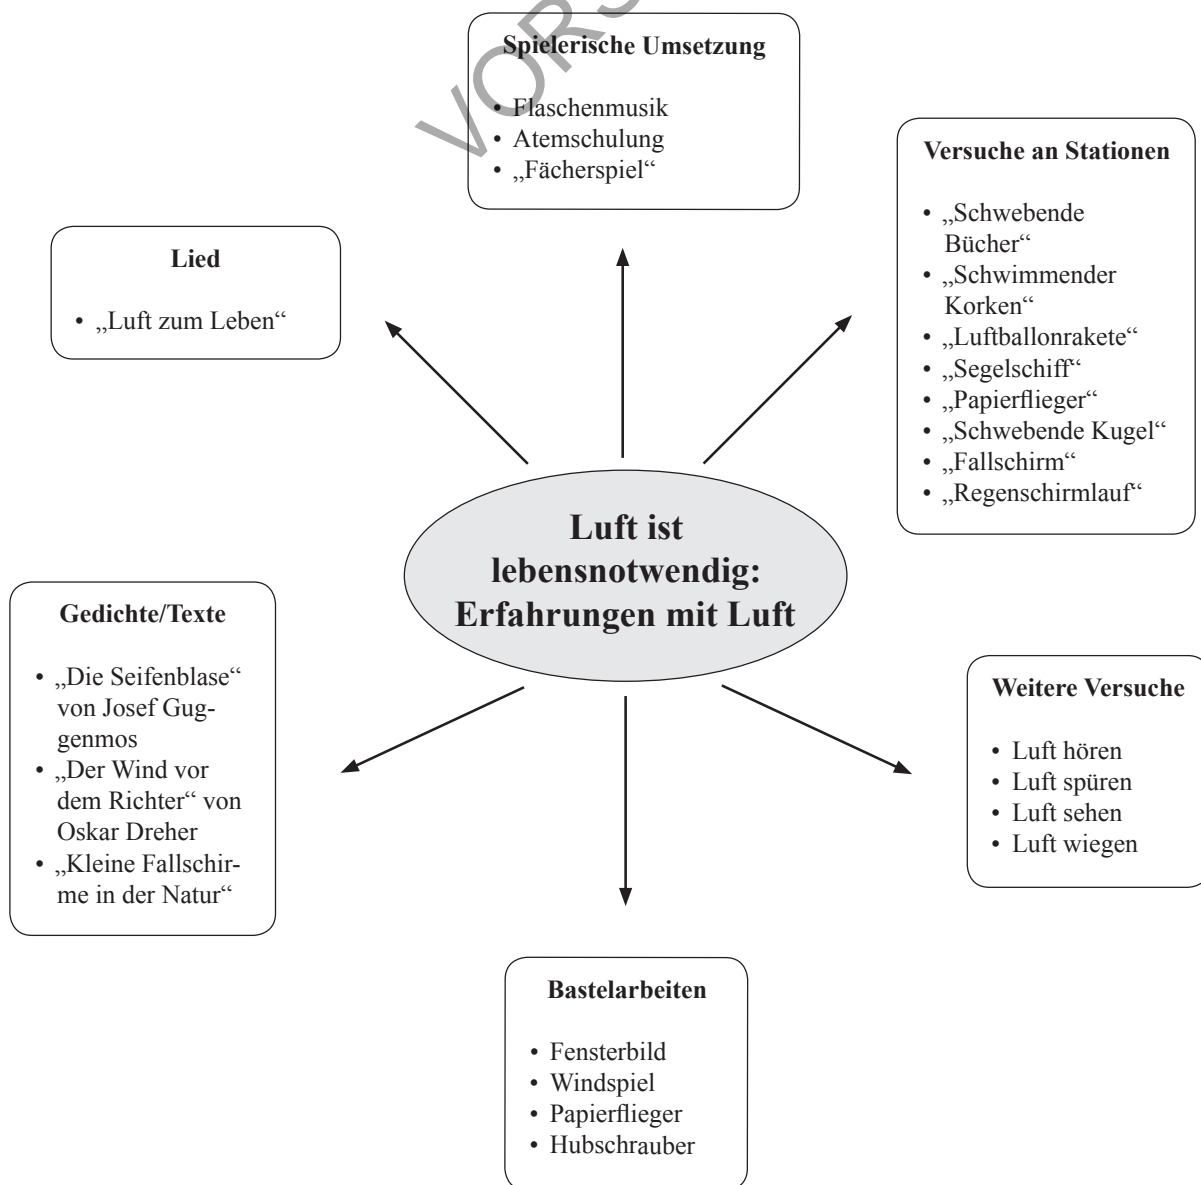 VORS
Spielerische Umsetzung
• Flaschenmusik
• Atemschulung
• „Fächerspiel“
Versuche an Stationen
• „Schwebende
Bücher“
• „Schwimmender
Korken“
• „Luftballonrakete“
• „Segelschiff“
• „Papierflieger“
• „Schwebende Kugel“
• „Fallschirm“
• „Regenschirmlauf“
Lied
• „Luft zum Leben“
Luft ist
lebensnotwendig:
Erfahrungen mit Luft
Gedichte/Texte
• „Die Seifenblase“
von Josef Gug-
genmos
• „Der Wind vor
dem Richter“ von
Oskar Dreher
• „Kleine Fallschir-
me in der Natur“
Weitere Versuche
• Luft hören
• Luft spüren
• Luft sehen
• Luft wiegen
Bastelarbeiten
• Fensterbild
• Windspiel
• Papierflieger
• Hubschrauber